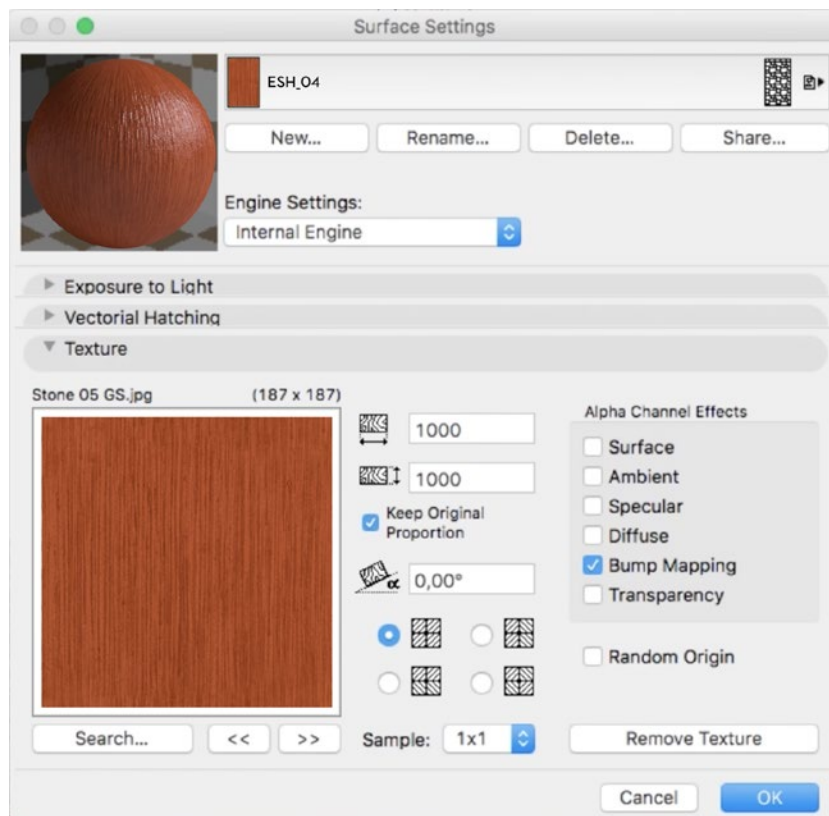 Surface Settings
ESH_04
New... Rename... Delete... Share...
Engine Settings:
Internal Engine
Exposure to Light
Vectorial Hatching
Texture
Stone 05 GS.jpg (187 x 187)
1000
1000
Keep Original
Proportion
α 0,00°
Alpha Channel Effects
Surface
Ambient
Specular
Diffuse
Bump Mapping
Transparency
Random Origin
Search... << >> Sample: 1x1 Remove Texture
Cancel OK